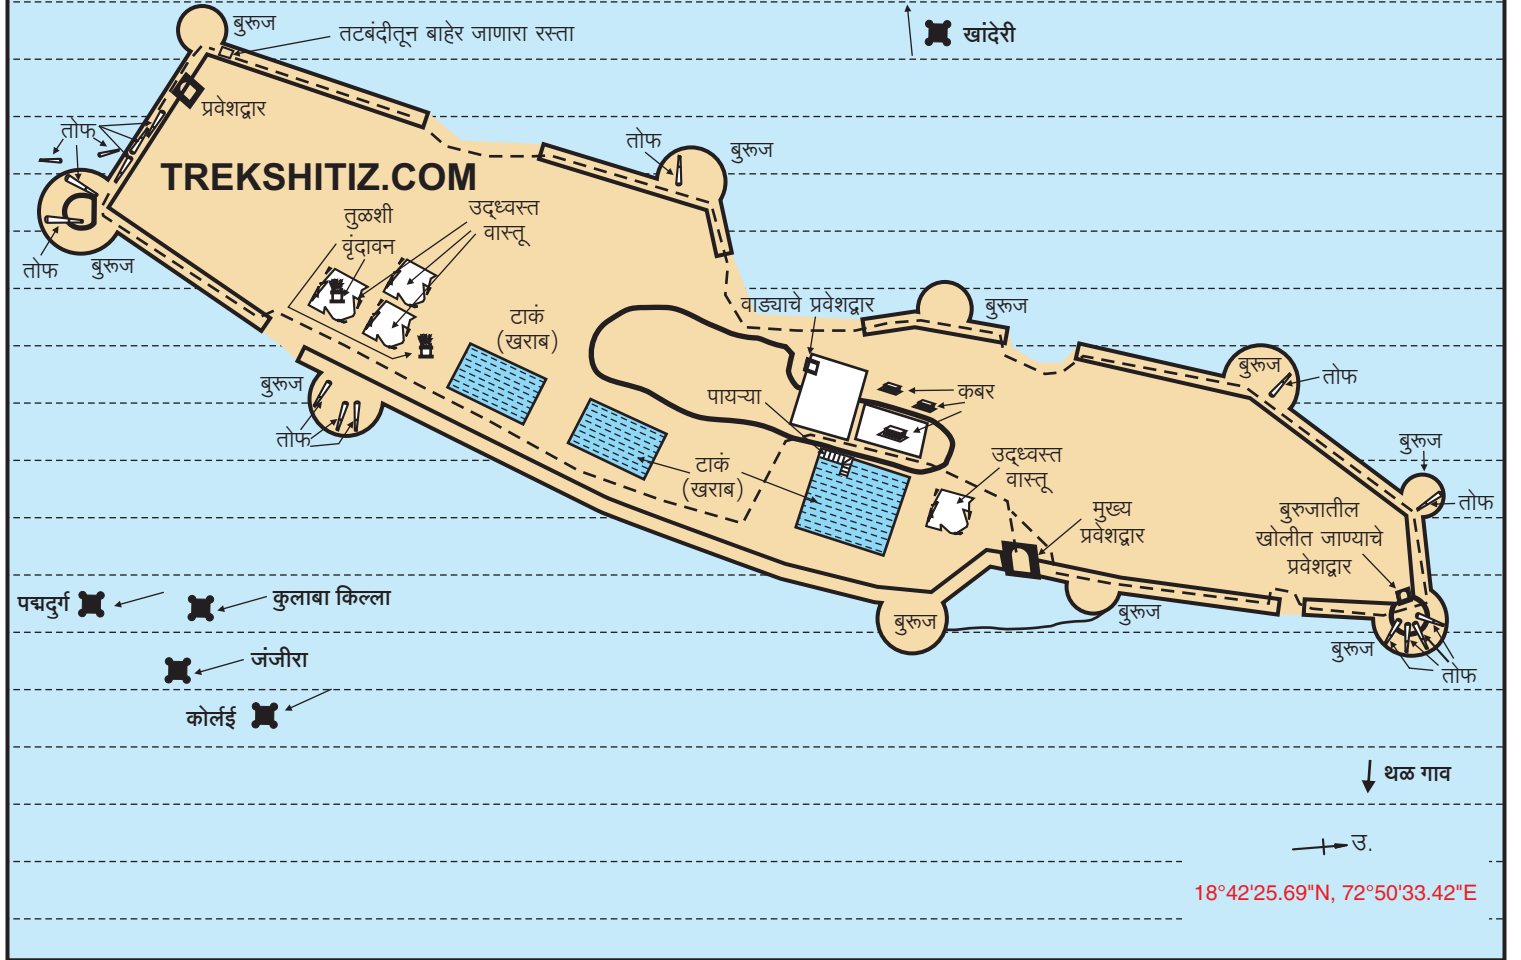 बुरूज
तटबंदीतून बाहेर जाणारा रस्ता
खांदेरी
प्रवेशद्वार
तोफ
तोफ
बुरूज
TREKSHITIZ.COM
तुळशी
वृंदावन
उद्ध्वस्त
वास्तू
तोफ
बुरूज
टाकं
(खराब)
वाड्याचे प्रवेशद्वार
बुरूज
बुरूज
तोफ
पायऱ्या
कबर
बुरूज
तोफ
बुरूज
तोफ
टाकं
(खराब)
उद्ध्वस्त
वास्तू
मुख्य
प्रवेशद्वार
बुरुजातील
खोलीत जाण्याचे
प्रवेशद्वार
पद्मदुर्ग
कुलाबा किल्ला
बुरूज
बुरूज
बुरूज
तोफ
जंजीरा
कोर्लई
थळ गाव
उ.
18°42'25.69"N, 72°50'33.42"E